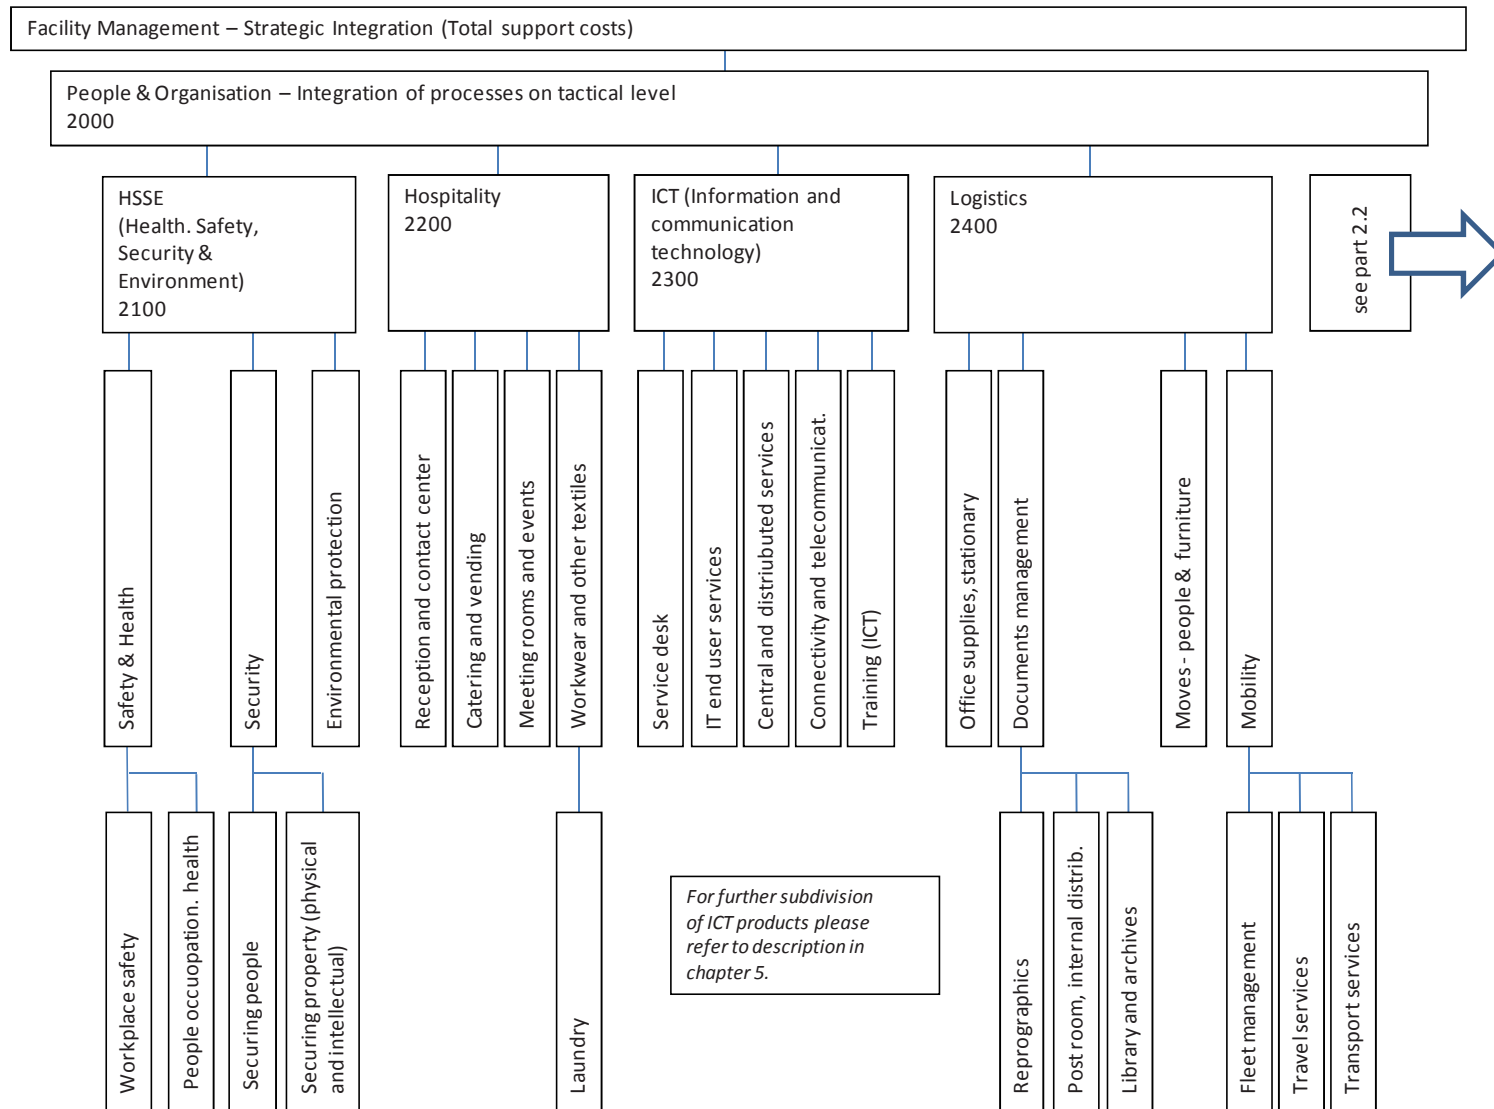 Facility Management – Strategic Integration (Total support costs)
People & Organisation – Integration of processes on tactical level
2000
HSSE
(Health. Safety,
Security &
Environment)
2100
Hospitality
2200
ICT (Information and
communication
technology)
2300
Logistics
2400
see part 2.2
Safety & Health
Security
Environmental protection
Reception and contact center
Catering and vending
Meeting rooms and events
Workwear and other textiles
Service desk
IT end user services
Central and distriubuted services
Connectivity and telecommunicat.
Training (ICT)
Office supplies, stationary
Documents management
Moves - people & furniture
Mobility
Workplace safety
People occuopation. health
Securing people
Securing property (physical
and intellectual)
Laundry
For further subdivision
of ICT products please
refer to description in
chapter 5.
Reprographics
Post room, internal distrib.
Library and archives
Fleet management
Travel services
Transport services